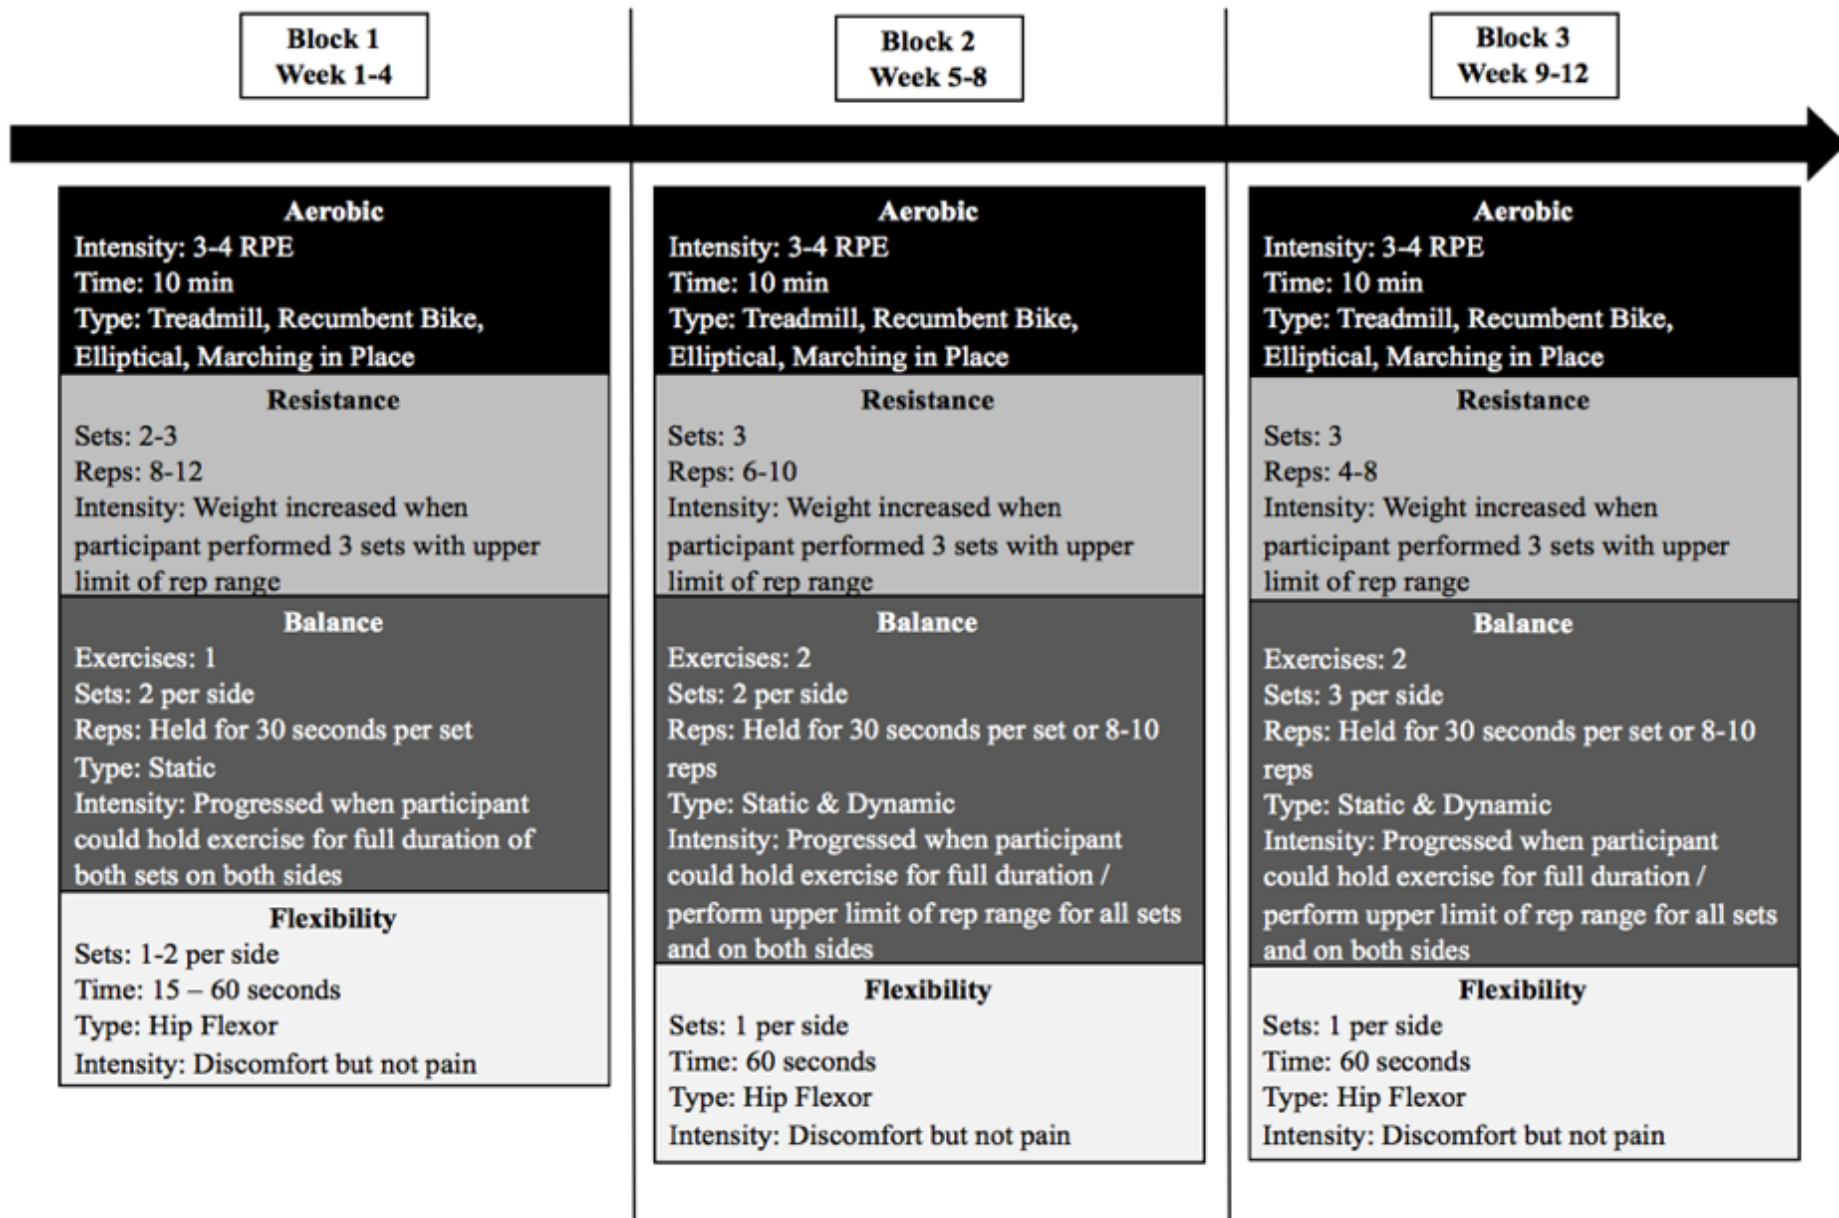 Block 1
Week 1-4
Block 2
Week 5-8
Block 3
Week 9-12
Aerobic
Intensity: 3-4 RPE
Time: 10 min
Type: Treadmill, Recumbent Bike,
Elliptical, Marching in Place
Resistance
Sets: 2-3
Reps: 8-12
Intensity: Weight increased when
participant performed 3 sets with upper
limit of rep range
Balance
Exercises: 1
Sets: 2 per side
Reps: Held for 30 seconds per set
Type: Static
Intensity: Progressed when participant
could hold exercise for full duration of
both sets on both sides
Flexibility
Sets: 1-2 per side
Time: 15 – 60 seconds
Type: Hip Flexor
Intensity: Discomfort but not pain
Aerobic
Intensity: 3-4 RPE
Time: 10 min
Type: Treadmill, Recumbent Bike,
Elliptical, Marching in Place
Resistance
Sets: 3
Reps: 6-10
Intensity: Weight increased when
participant performed 3 sets with upper
limit of rep range
Balance
Exercises: 2
Sets: 2 per side
Reps: Held for 30 seconds per set or 8-10
reps
Type: Static & Dynamic
Intensity: Progressed when participant
could hold exercise for full duration /
perform upper limit of rep range for all sets
and on both sides
Flexibility
Sets: 1 per side
Time: 60 seconds
Type: Hip Flexor
Intensity: Discomfort but not pain
Aerobic
Intensity: 3-4 RPE
Time: 10 min
Type: Treadmill, Recumbent Bike,
Elliptical, Marching in Place
Resistance
Sets: 3
Reps: 4-8
Intensity: Weight increased when
participant performed 3 sets with upper
limit of rep range
Balance
Exercises: 2
Sets: 3 per side
Reps: Held for 30 seconds per set or 8-10
reps
Type: Static & Dynamic
Intensity: Progressed when participant
could hold exercise for full duration /
perform upper limit of rep range for all sets
and on both sides
Flexibility
Sets: 1 per side
Time: 60 seconds
Type: Hip Flexor
Intensity: Discomfort but not pain